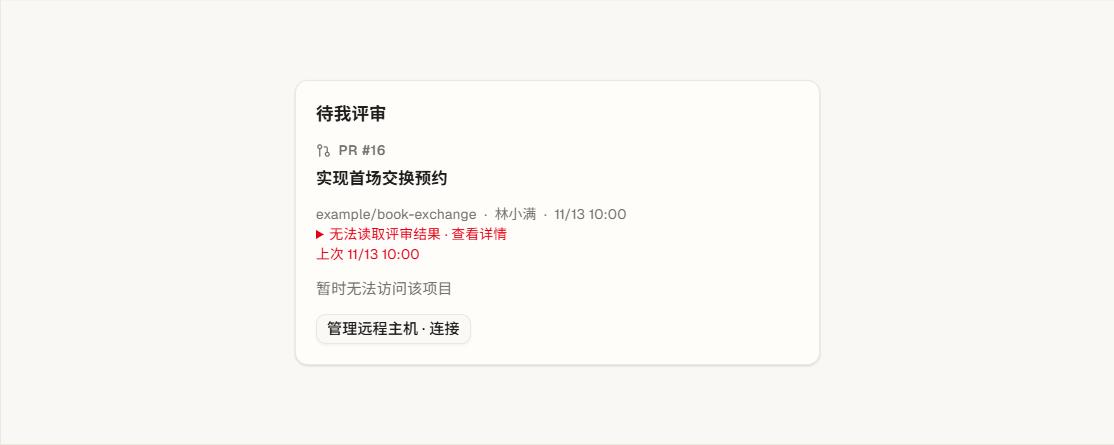 待我评审
PR #16
实现首场交换预约
example/book-exchange · 林小满 · 11/13 10:00
▶ 无法读取评审结果 · 查看详情
上次 11/13 10:00
暂时无法访问该项目
管理远程主机 · 连接